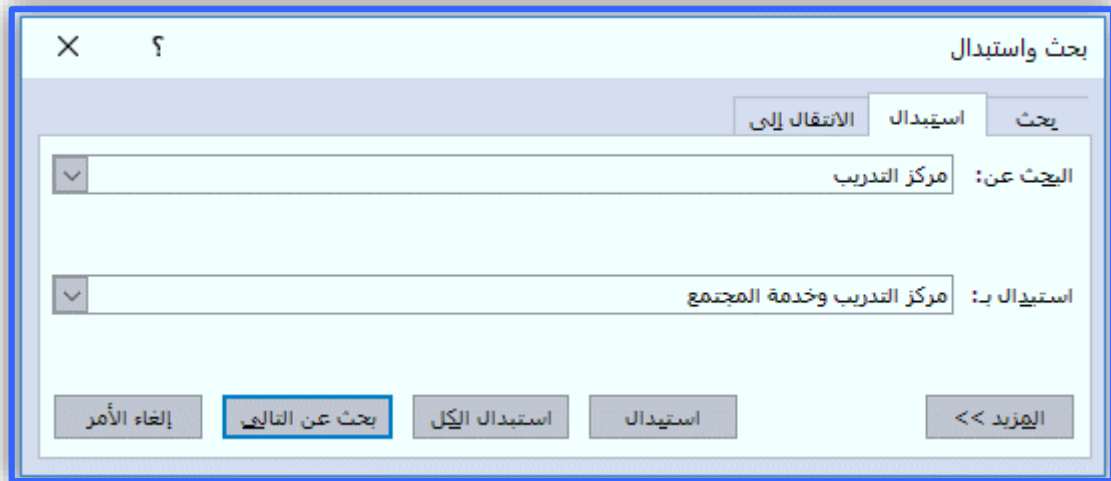 بحث واستبدال ؟ ×
بحث استبدال الانتقال إلى
البحث عن: مركز التدريب
استبدال بـ: مركز التدريب وخدمة المجتمع
المزيد >> استبدال استبدال الكل بحث عن التالي إلغاء الأمر